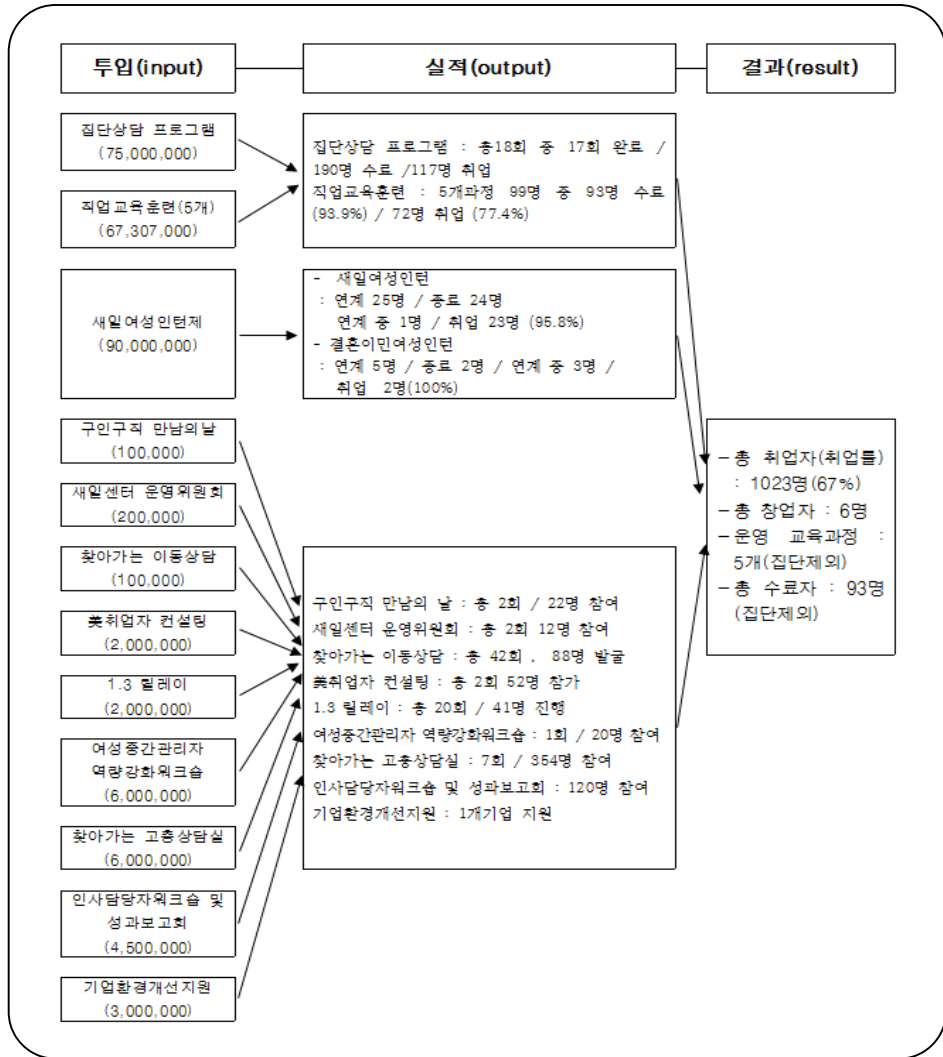 투입(input)
실적(output)
결과(result)
집단상담 프로그램
(75,000,000)
직업교육훈련(5개)
(67,307,000)
집단상담 프로그램 : 총18회 중 17회 완료 /
190명 수료 /117명 취업
직업교육훈련 : 5개과정 99명 중 93명 수료
(93.9%) / 72명 취업 (77.4%)
새일여성인턴제
(90,000,000)
- 새일여성인턴
: 연계 25명 / 종료 24명
연계 중 1명 / 취업 23명 (95.8%)
- 결혼이민여성인턴
: 연계 5명 / 종료 2명 / 연계 중 3명 /
취업 2명(100%)
구인구직 만남의날
(100,000)
새일센터 운영위원회
(200,000)
찾아가는 이동상담
(100,000)
美취업자 컨설팅
(2,000,000)
1.3 릴레이
(2,000,000)
여성중간관리자
역량강화워크숍
(6,000,000)
찾아가는 고충상담실
(6,000,000)
인사담당자워크숍 및
성과보고회
(4,500,000)
기업환경개선지원
(3,000,000)
구인구직 만남의 날 : 총 2회 / 22명 참여
새일센터 운영위원회 : 총 2회 12명 참여
찾아가는 이동상담 : 총 42회 , 88명 발굴
美취업자 컨설팅 : 총 2회 52명 참가
1.3 릴레이 : 총 20회 / 41명 진행
여성중간관리자 역량강화워크숍 : 1회 / 20명 참여
찾아가는 고충상담실 : 7회 / 354명 참여
인사담당자워크숍 및 성과보고회 : 120명 참여
기업환경개선지원 : 1개기업 지원
-총 취업자(취업률)
: 1023명(67%)
-총 창업자 : 6명
-운영 교육과정 :
5개(집단제외)
-총 수료자 : 93명
(집단제외)